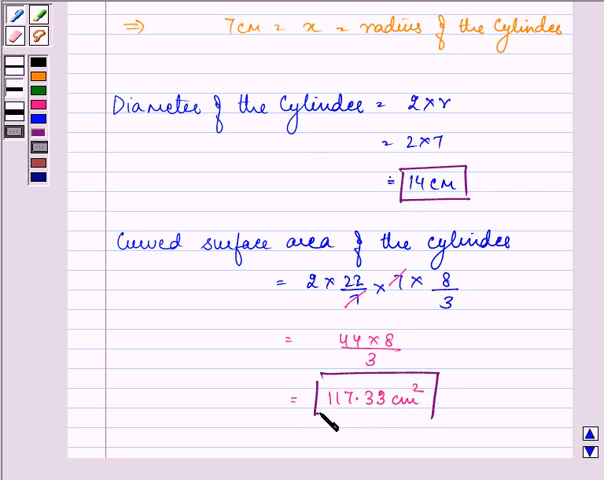 ⇒ 7cm = x = radius of the Cylinder
Diameter of the Cylinder = 2 × r
= 2 × 7
= 14 cm
Curved surface area of the cylinder
= 2 × 22/7 × 7 × 8/3
= 44 × 8/3
= 117.33 cm²